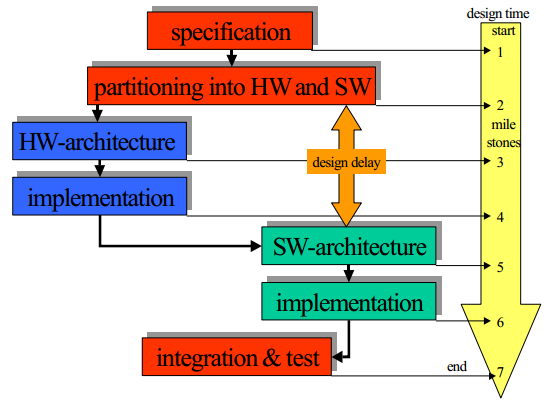 design time
specification
start
1
partitioning into HW and SW
2
mile
stones
HW-architecture
design delay
3
implementation
4
SW-architecture
5
implementation
6
integration & test
end
7